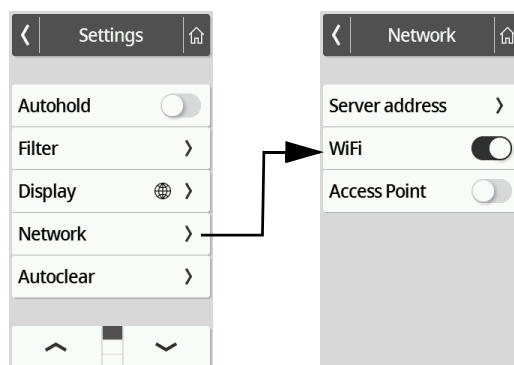 Settings
Autohold
Filter
Display
Network
Autoclear
Network
Server address
WiFi
Access Point